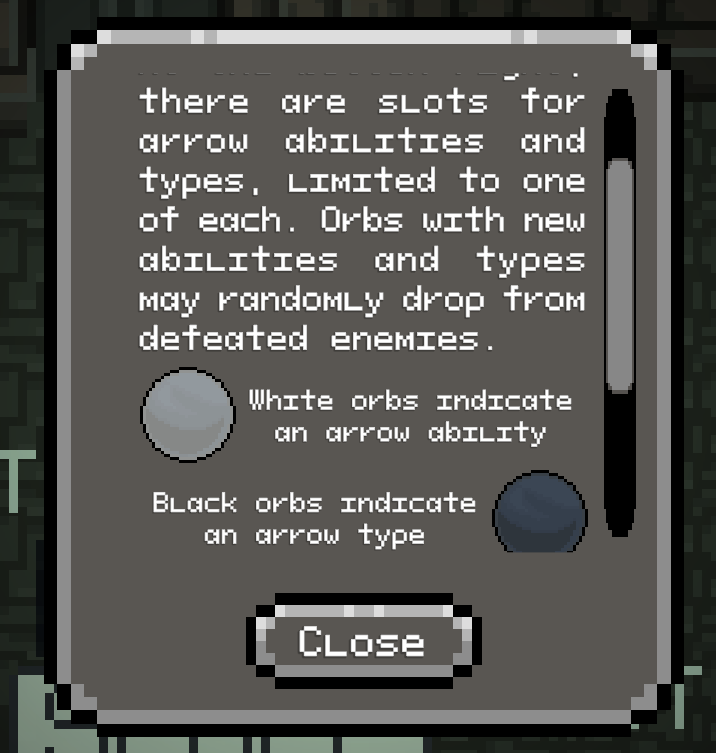 there are slots for
arrow abilities and
types, limited to one
of each. Orbs with new
abilities and types
may randomly drop from
defeated enemies.
White orbs indicate
an arrow ability
Black orbs indicate
an arrow type
Close